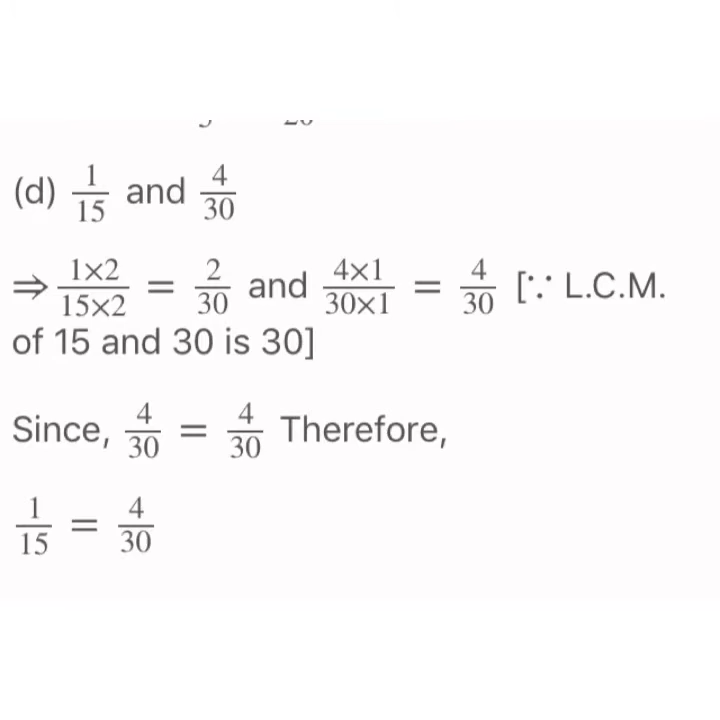 (d) 1/15 and 4/30
⇒ 1×2/15×2 = 2/30 and 4×1/30×1 = 4/30 [∵ L.C.M.
of 15 and 30 is 30]
Since, 4/30 = 4/30 Therefore,
1/15 = 4/30